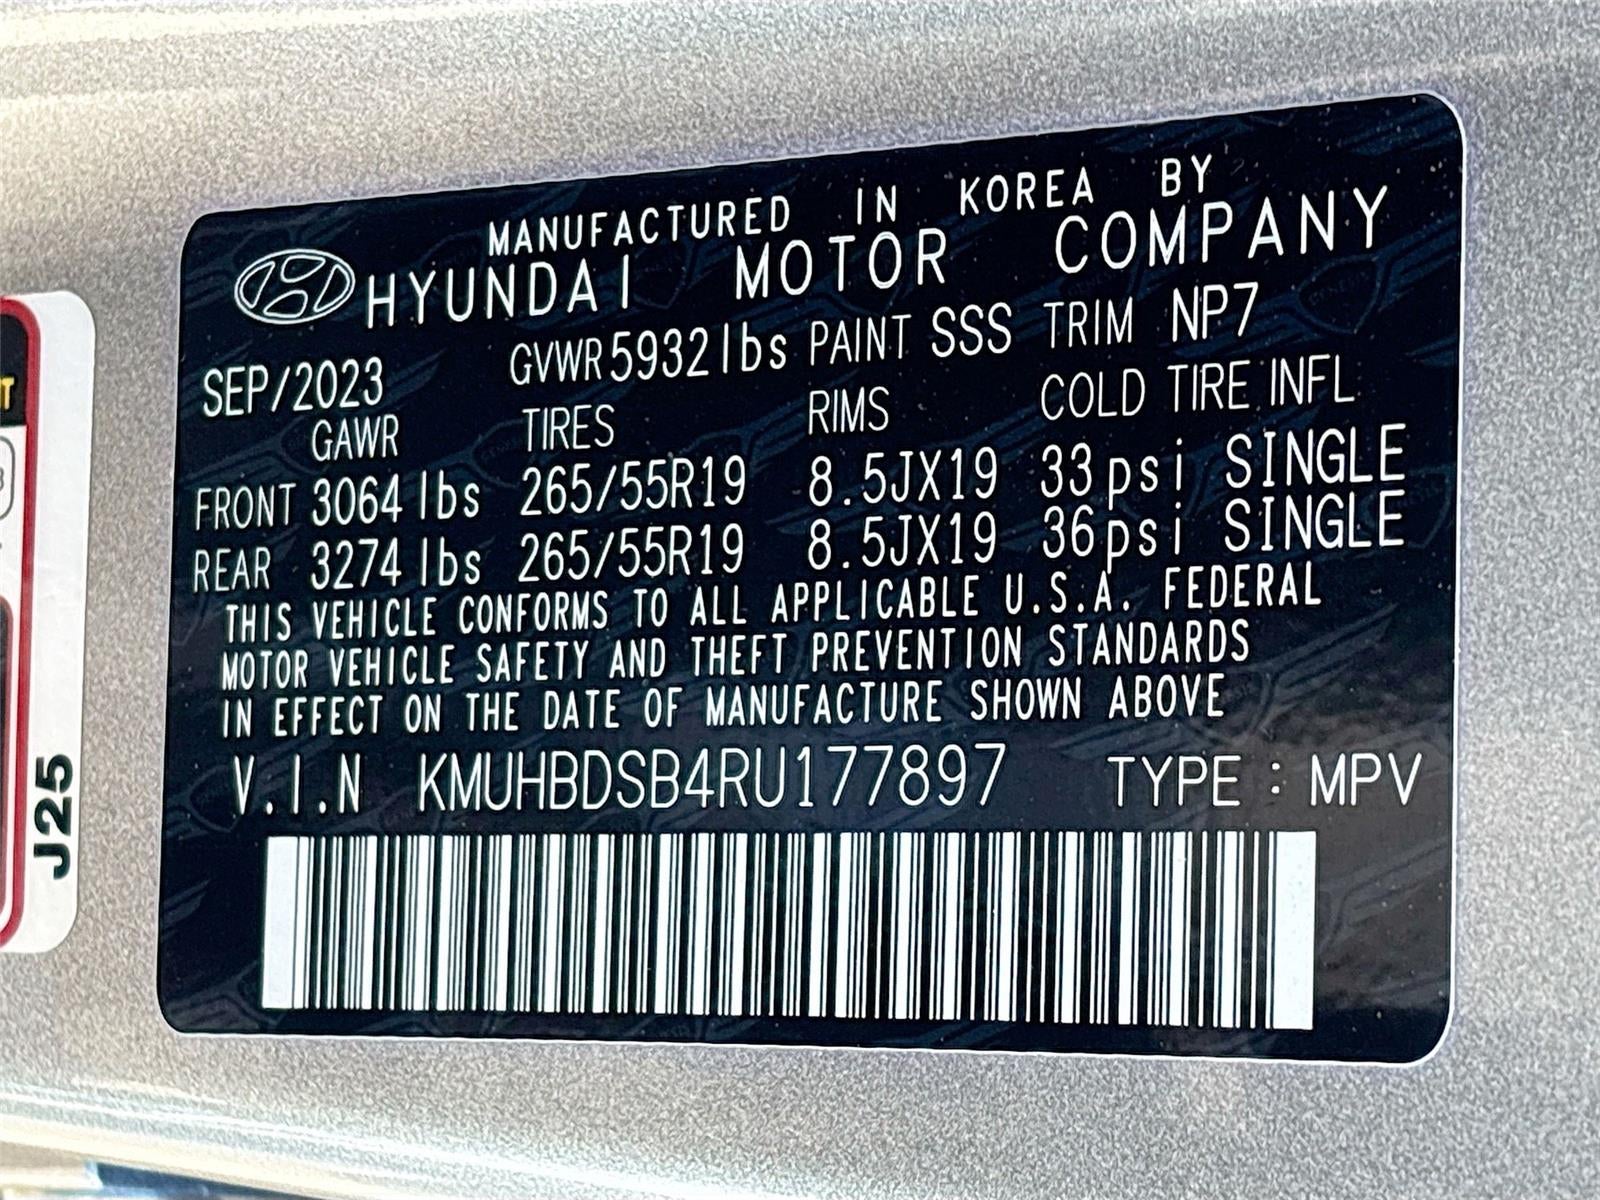 MANUFACTURED IN KOREA BY
HYUNDAI MOTOR COMPANY
SEP/2023 GVWR 5932 lbs PAINT SSS TRIM NP7
GAWR TIRES RIMS COLD TIRE INFL
FRONT 3064 lbs 265/55R19 8.5JX19 33psi SINGLE
REAR 3274 lbs 265/55R19 8.5JX19 36psi SINGLE
THIS VEHICLE CONFORMS TO ALL APPLICABLE U.S.A. FEDERAL
MOTOR VEHICLE SAFETY AND THEFT PREVENTION STANDARDS
IN EFFECT ON THE DATE OF MANUFACTURE SHOWN ABOVE
V.I.N KMUHBDSB4RU177897 TYPE : MPV
J25